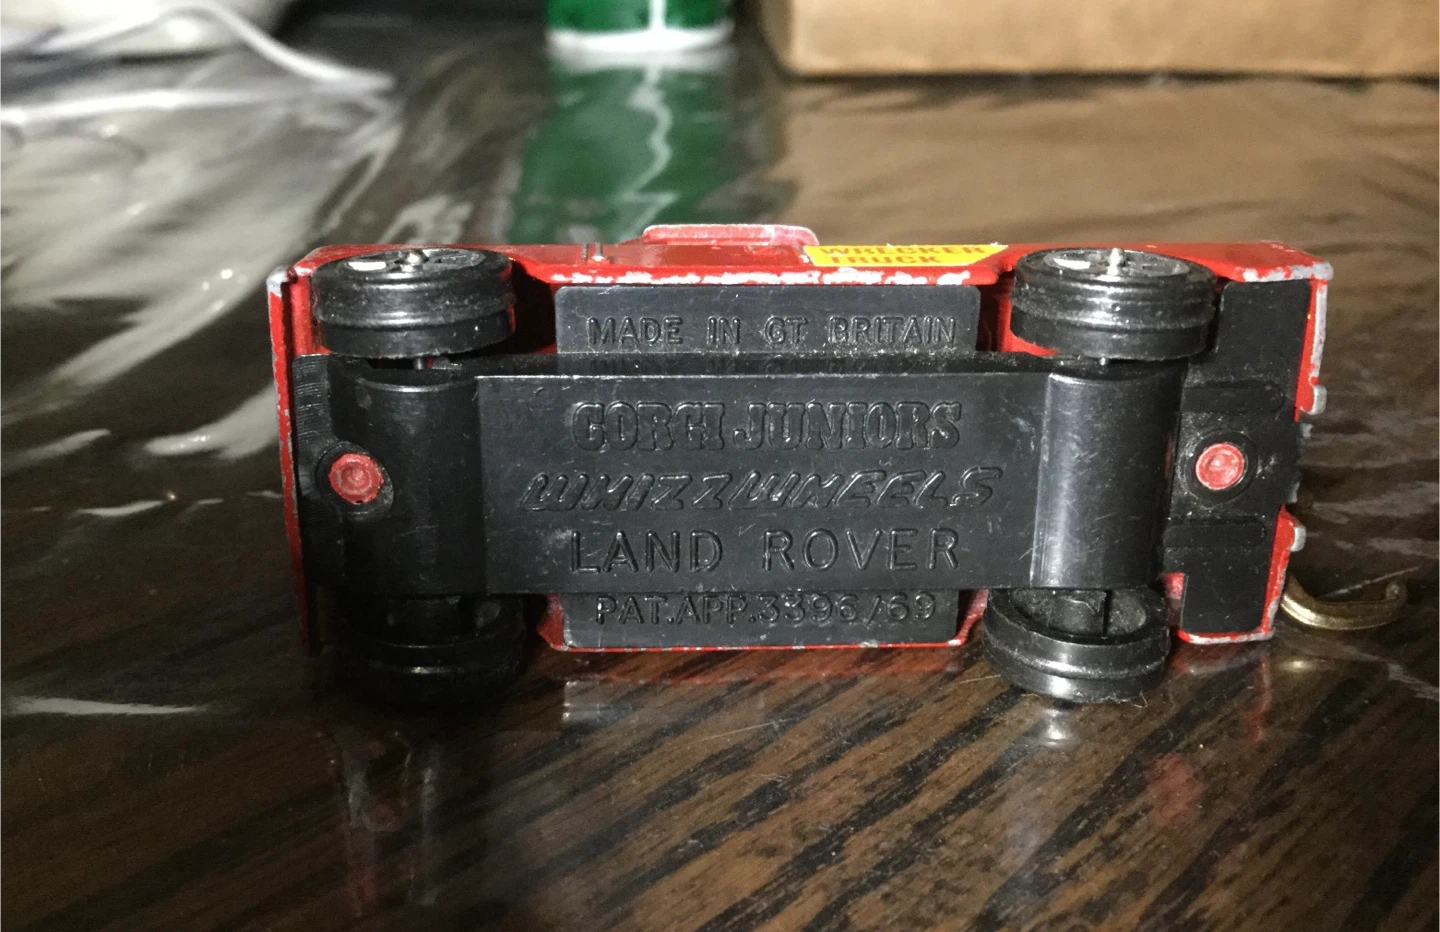 WRECKER
TRUCK
MADE IN GT BRITAIN
CORGI JUNIORS
WHIZZWHEELS
LAND ROVER
PAT.APP.3396/69